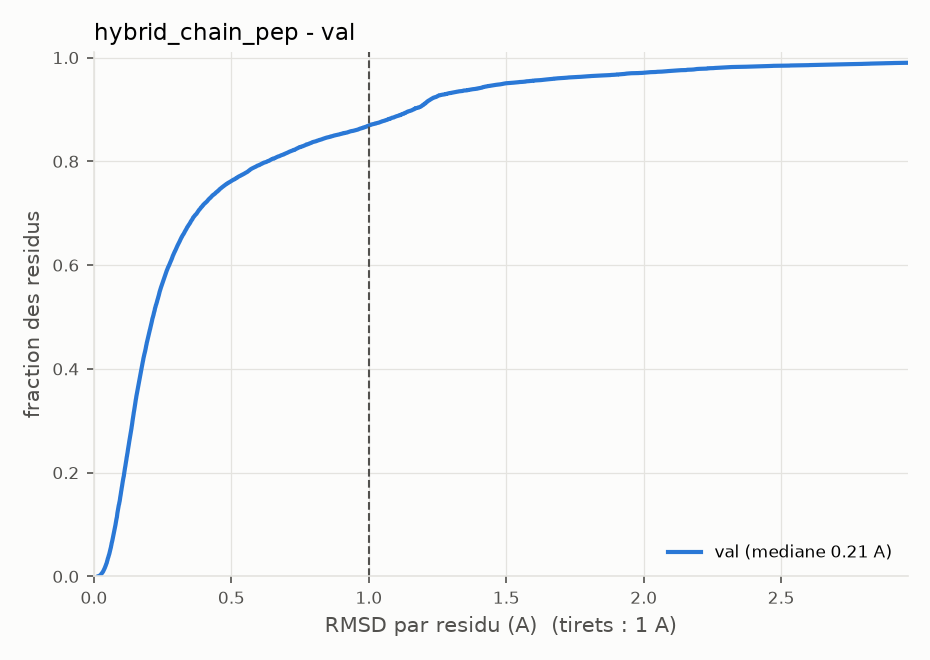 hybrid_chain_pep - val
1.0
0.8
0.6
0.4
0.2
0.0
fraction des residus
val (mediane 0.21 A)
0.0 0.5 1.0 1.5 2.0 2.5
RMSD par residu (A)  (tirets : 1 A)